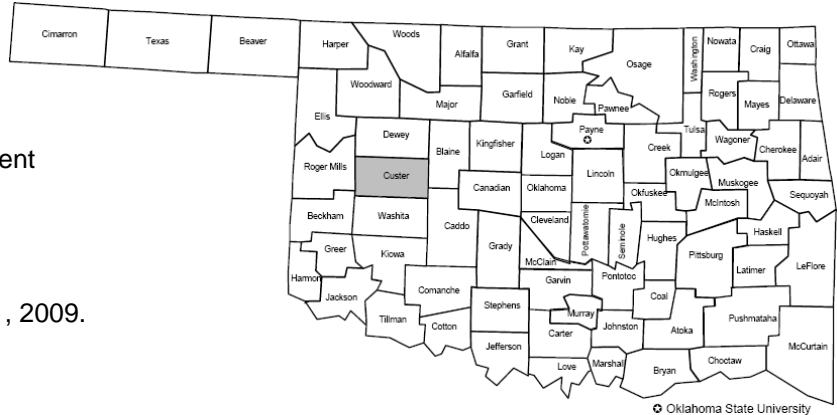 Cimarron
Texas
Beaver
Harper
Woods
Alfalfa
Grant
Kay
Osage
Washington
Nowata
Craig
Ottawa
Woodward
Ellis
Major
Garfield
Noble
Pawnee
Rogers
Mayes
Delaware
Dewey
Blaine
Kingfisher
Logan
Payne
Creek
Tulsa
Wagoner
Cherokee
Adair
ent
Roger Mills
Custer
Canadian
Oklahoma
Lincoln
Okfuskee
Okmulgee
Muskogee
McIntosh
Sequoyah
Beckham
Washita
Caddo
Grady
Cleveland
Pottawatomie
Seminole
Hughes
Haskell
Pittsburg
Latimer
LeFlore
Greer
Kiowa
McClain
Garvin
Pontotoc
Harmon
Jackson
Comanche
Stephens
Murray
Coal
Pushmataha
, 2009.
Tillman
Cotton
Carter
Johnston
Atoka
McCurtain
Jefferson
Love
Marshall
Bryan
Choctaw
Oklahoma State University